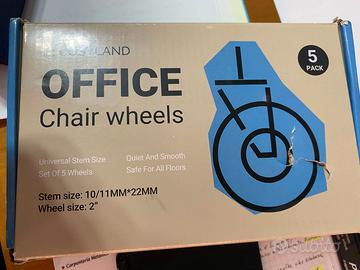 LAND
OFFICE
Chair wheels
5
PACK
Universal Stem Size
Set Of 5 Wheels
Quiet And Smooth
Safe For All Floors
Stem size: 10/11MM*22MM
Wheel size: 2”